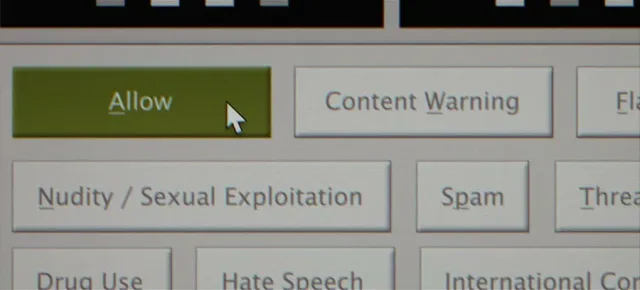 Allow Content Warning
Nudity / Sexual Exploitation Spam
Drug Use Hate Speech International